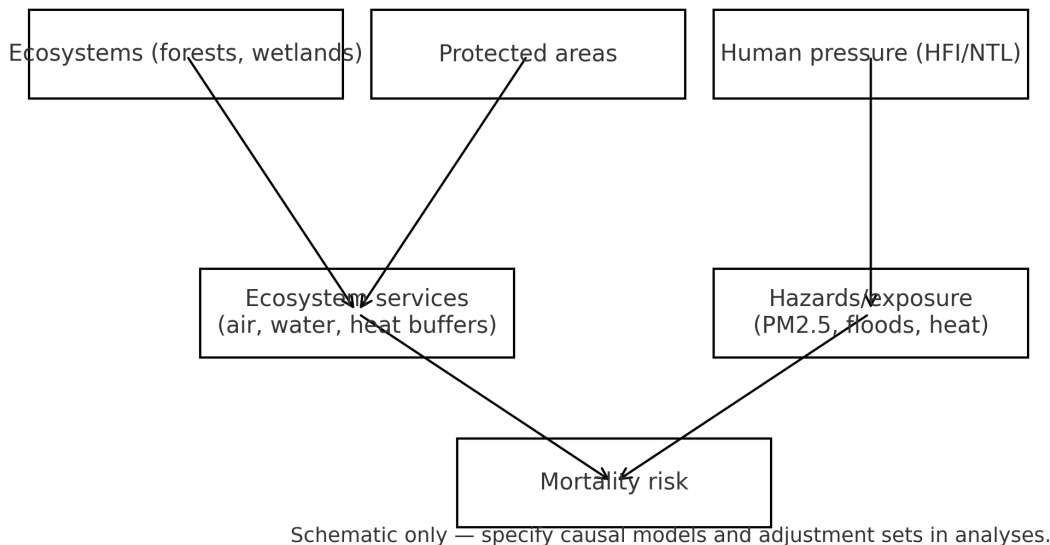 Ecosystems (forests, wetlands)
Protected areas
Human pressure (HFI/NTL)
Ecosystem services
(air, water, heat buffers)
Hazards/exposure
(PM2.5, floods, heat)
Mortality risk
Schematic only — specify causal models and adjustment sets in analyses.